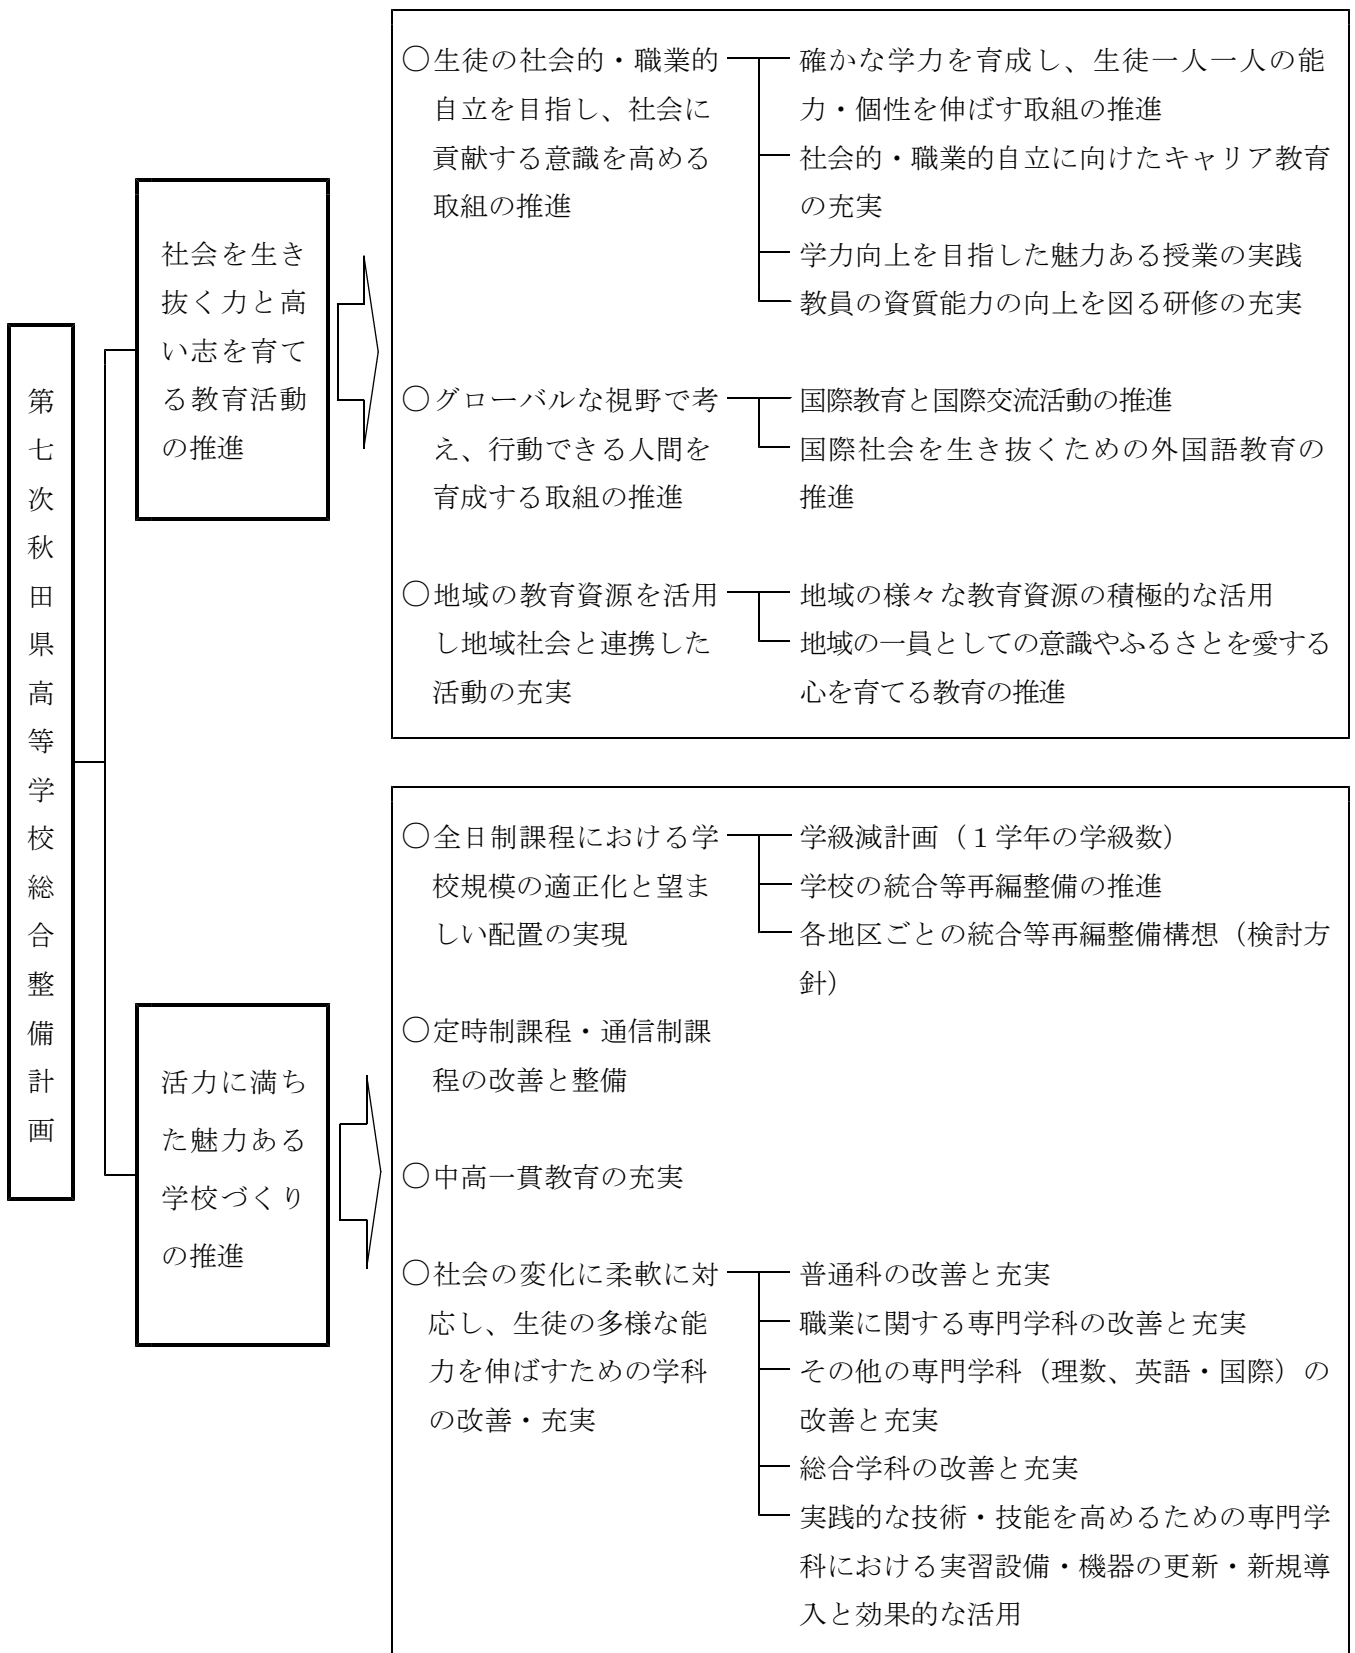 第七次秋田県高等学校総合整備計画
社会を生き
抜く力と高
い志を育て
る教育活動
の推進
○生徒の社会的・職業的
自立を目指し、社会に
貢献する意識を高める
取組の推進
確かな学力を育成し、生徒一人一人の能
力・個性を伸ばす取組の推進
社会的・職業的自立に向けたキャリア教育
の充実
学力向上を目指した魅力ある授業の実践
教員の資質能力の向上を図る研修の充実
○グローバルな視野で考
え、行動できる人間を
育成する取組の推進
国際教育と国際交流活動の推進
国際社会を生き抜くための外国語教育の
推進
○地域の教育資源を活用
し地域社会と連携した
活動の充実
地域の様々な教育資源の積極的な活用
地域の一員としての意識やふるさとを愛する
心を育てる教育の推進
活力に満ち
た魅力ある
学校づくり
の推進
○全日制課程における学
校規模の適正化と望ま
しい配置の実現
学級減計画（１学年の学級数）
学校の統合等再編整備の推進
各地区ごとの統合等再編整備構想（検討方
針）
○定時制課程・通信制課
程の改善と整備
○中高一貫教育の充実
○社会の変化に柔軟に対
応し、生徒の多様な能
力を伸ばすための学科
の改善・充実
普通科の改善と充実
職業に関する専門学科の改善と充実
その他の専門学科（理数、英語・国際）の
改善と充実
総合学科の改善と充実
実践的な技術・技能を高めるための専門学
科における実習設備・機器の更新・新規導
入と効果的な活用